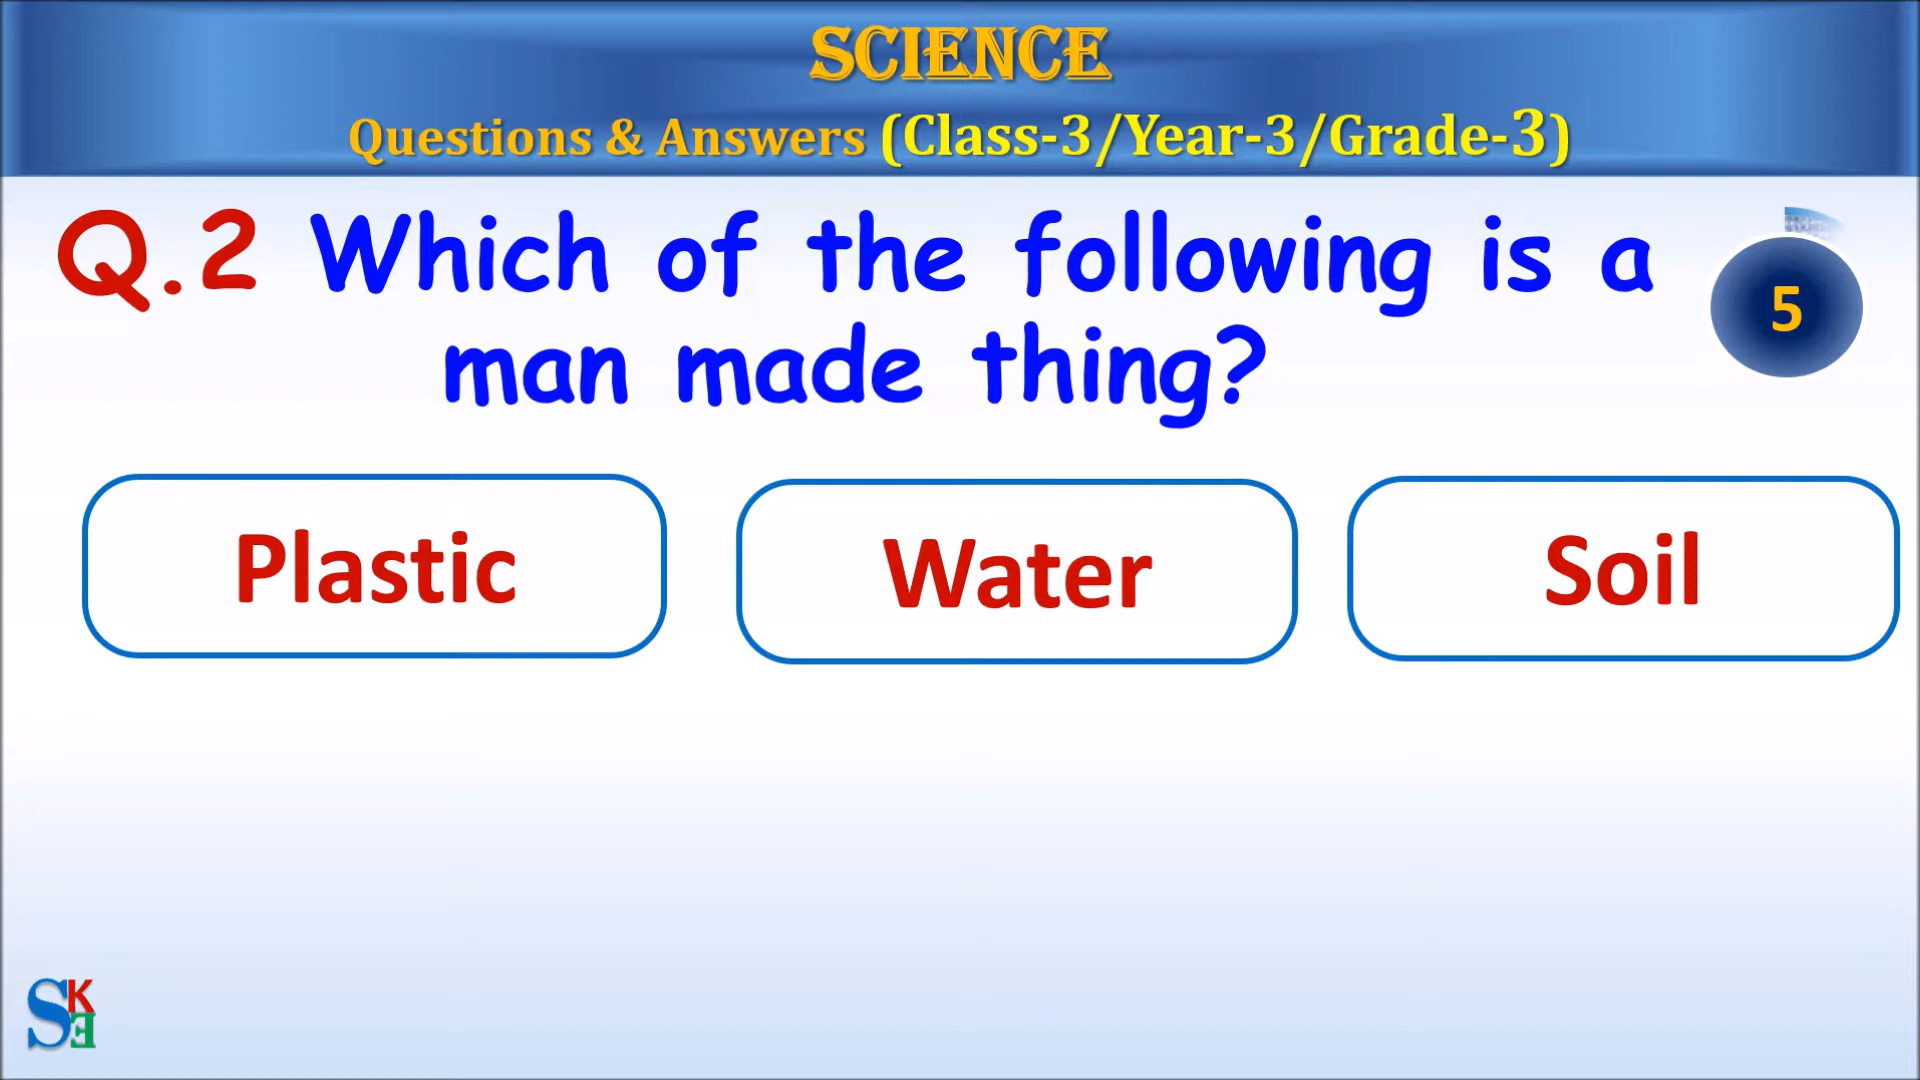 SCIENCE
Questions & Answers (Class-3/Year-3/Grade-3)
Q.2 Which of the following is a
man made thing?
5
Plastic
Water
Soil
SKE